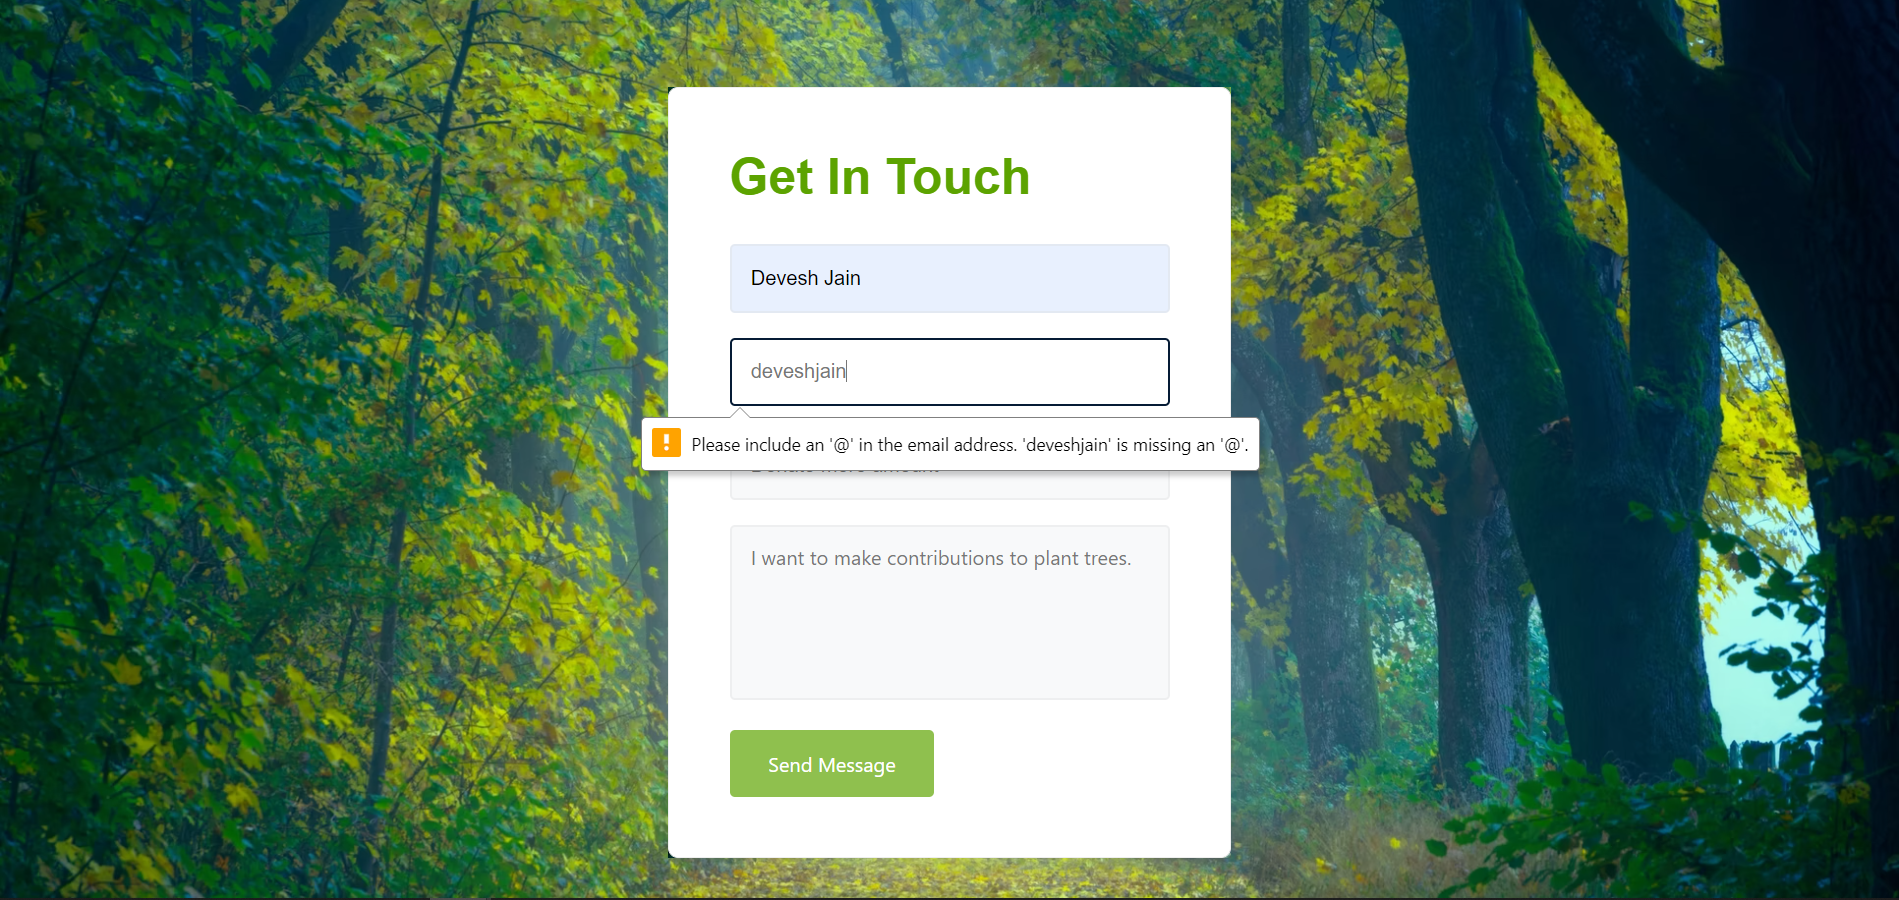 Get In Touch
Devesh Jain
deveshjain
Please include an '@' in the email address. 'deveshjain' is missing an '@'.
I want to make contributions to plant trees.
Send Message